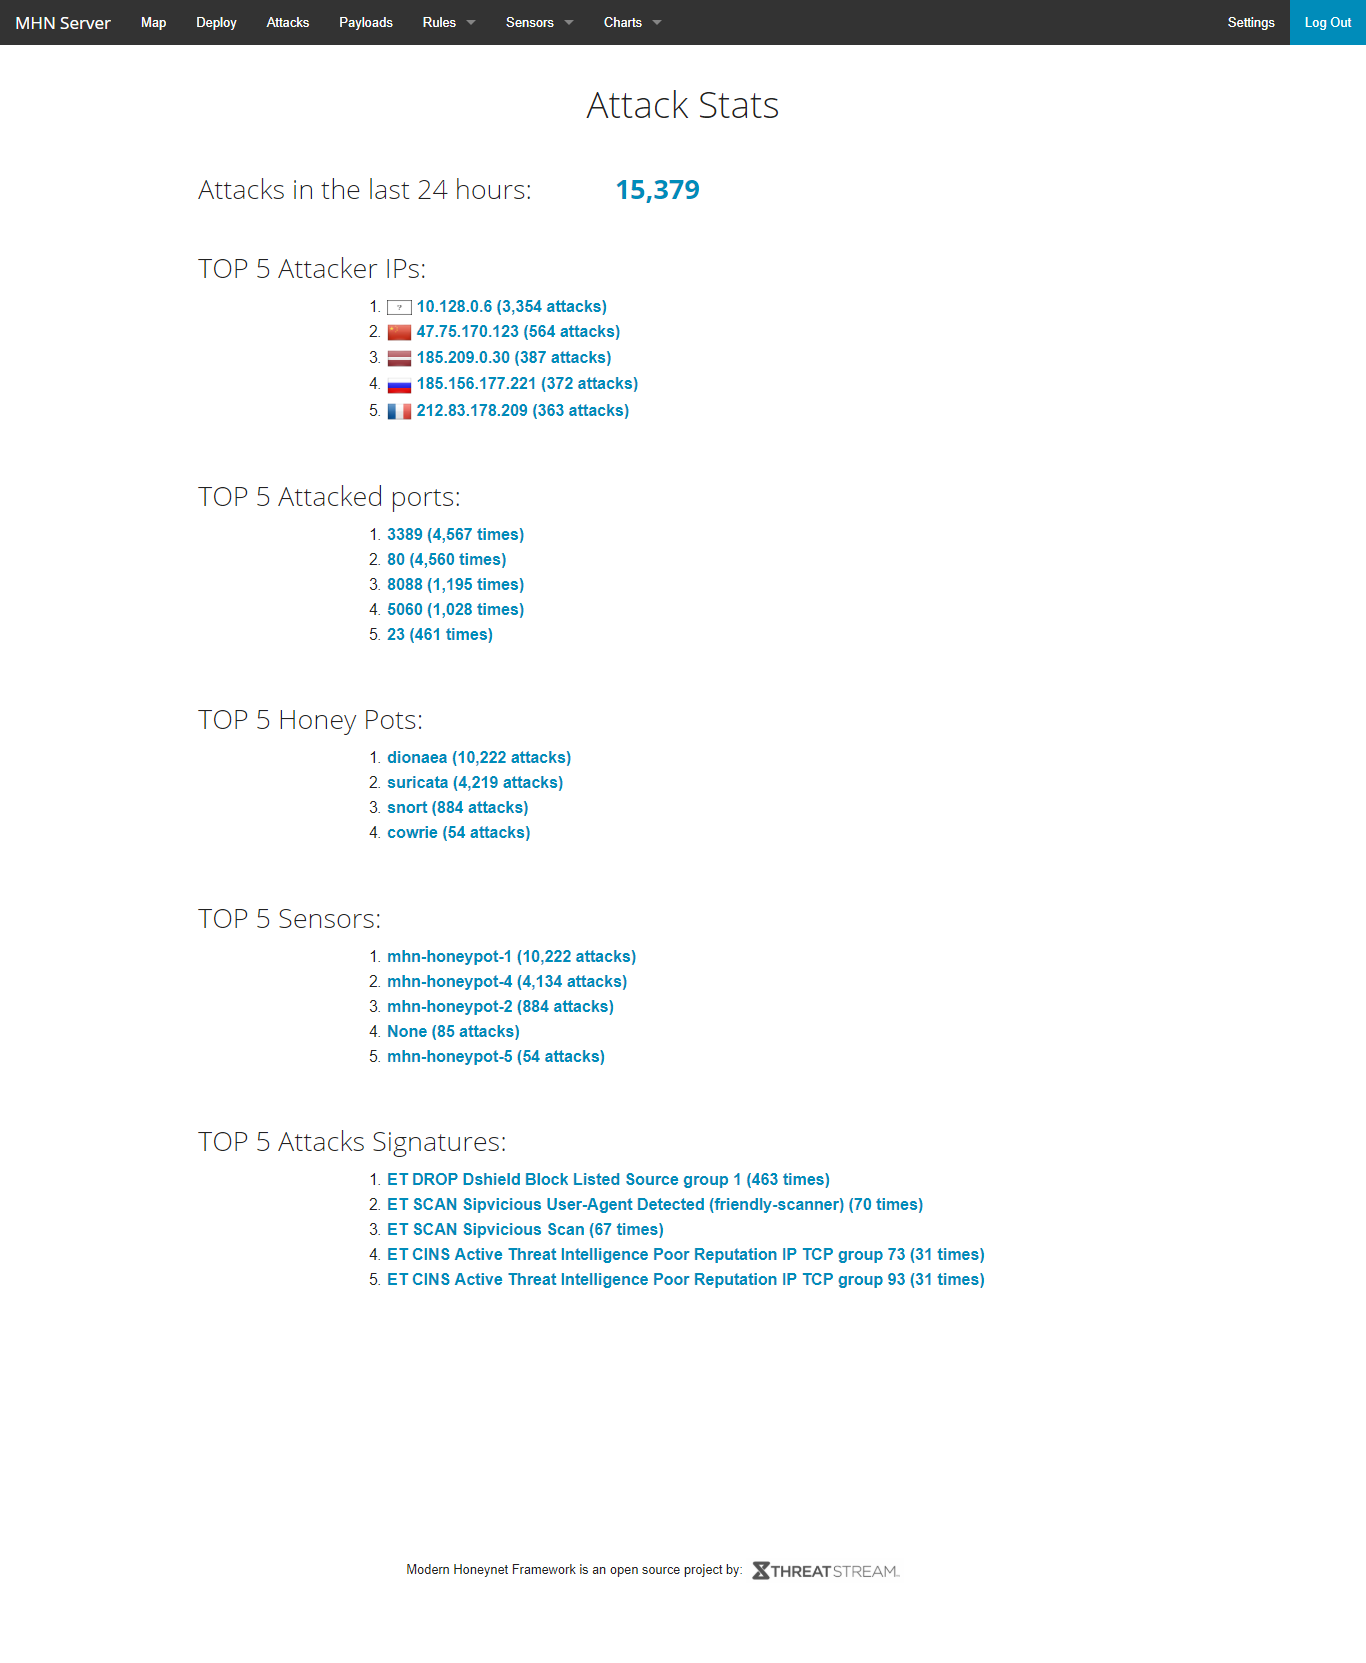 MHN Server Map Deploy Attacks Payloads Rules Sensors Charts Settings Log Out
Attack Stats
Attacks in the last 24 hours: 15,379
TOP 5 Attacker IPs:
1. ? 10.128.0.6 (3,354 attacks)
2. 47.75.170.123 (564 attacks)
3. 185.209.0.30 (387 attacks)
4. 185.156.177.221 (372 attacks)
5. 212.83.178.209 (363 attacks)
TOP 5 Attacked ports:
1. 3389 (4,567 times)
2. 80 (4,560 times)
3. 8088 (1,195 times)
4. 5060 (1,028 times)
5. 23 (461 times)
TOP 5 Honey Pots:
1. dionaea (10,222 attacks)
2. suricata (4,219 attacks)
3. snort (884 attacks)
4. cowrie (54 attacks)
TOP 5 Sensors:
1. mhn-honeypot-1 (10,222 attacks)
2. mhn-honeypot-4 (4,134 attacks)
3. mhn-honeypot-2 (884 attacks)
4. None (85 attacks)
5. mhn-honeypot-5 (54 attacks)
TOP 5 Attacks Signatures:
1. ET DROP Dshield Block Listed Source group 1 (463 times)
2. ET SCAN Sipvicious User-Agent Detected (friendly-scanner) (70 times)
3. ET SCAN Sipvicious Scan (67 times)
4. ET CINS Active Threat Intelligence Poor Reputation IP TCP group 73 (31 times)
5. ET CINS Active Threat Intelligence Poor Reputation IP TCP group 93 (31 times)
Modern Honeynet Framework is an open source project by: THREATSTREAM